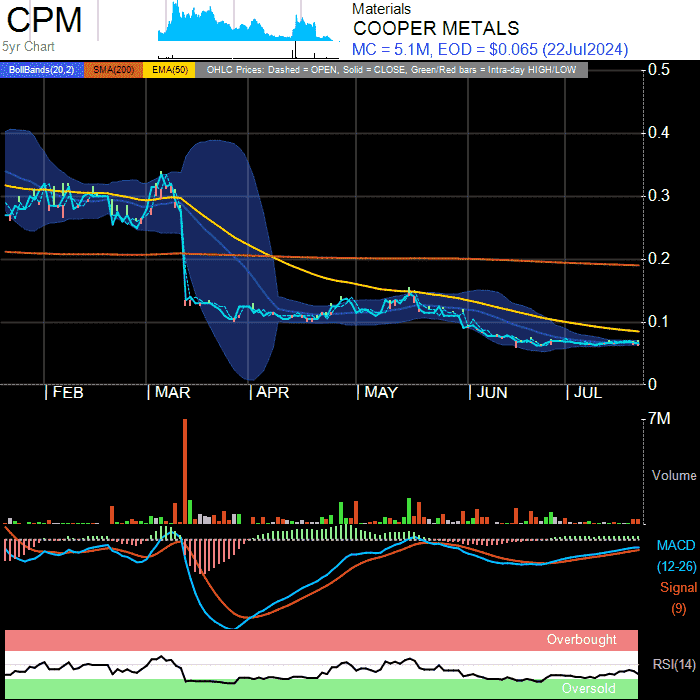 CPM
5yr Chart
Materials
COOPER METALS
MC = 5.1M, EOD = $0.065 (22Jul2024)
BollBands(20,2) SMA(200) EMA(50) OHLC Prices: Dashed = OPEN, Solid = CLOSE, Green/Red bars = Intra-day HIGH/LOW
0.5
0.4
0.3
0.2
0.1
0
FEB MAR APR MAY JUN JUL
7M
Volume
MACD
(12-26)
Signal
(9)
Overbought
RSI(14)
Oversold